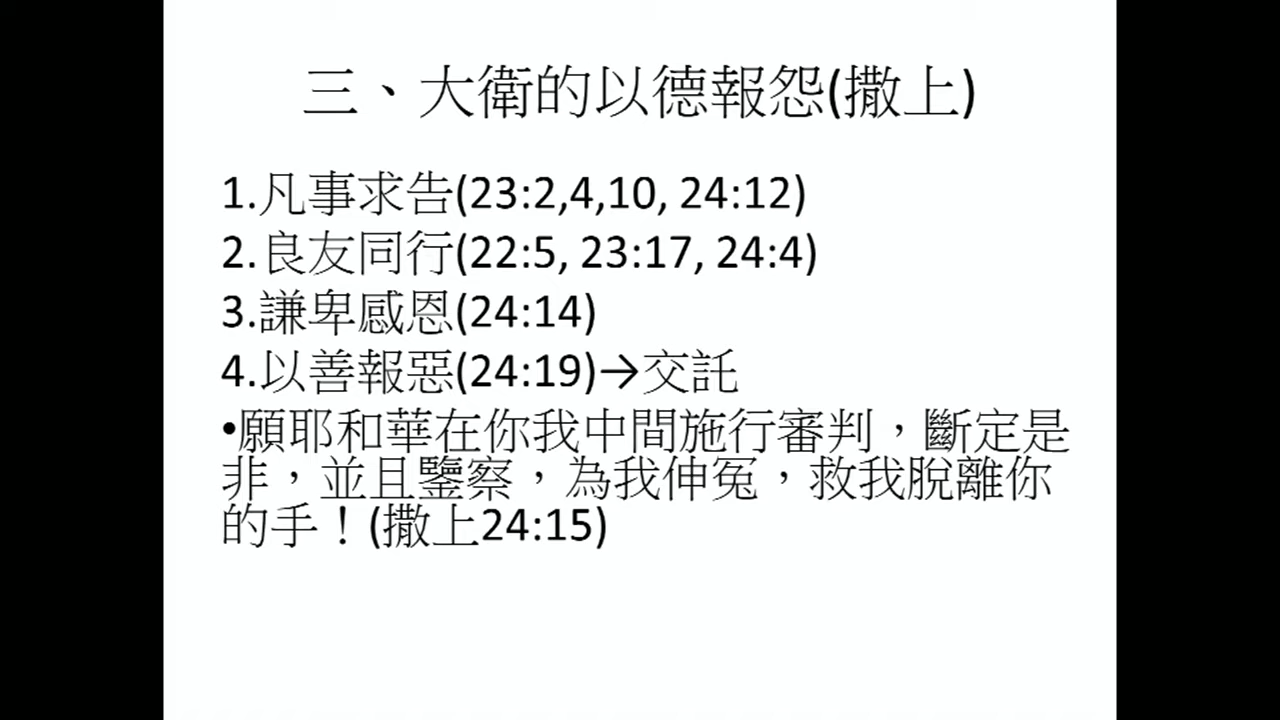 三、大衛的以德報怨(撒上)
1.凡事求告(23:2,4,10, 24:12)
2.良友同行(22:5, 23:17, 24:4)
3.謙卑感恩(24:14)
4.以善報惡(24:19)→交託
•願耶和華在你我中間施行審判，斷定是
非，並且鑒察，為我伸冤，救我脫離你
的手！(撒上24:15)